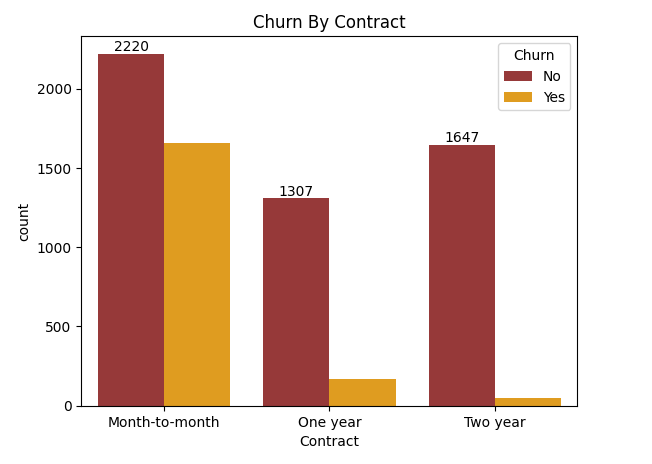 Churn By Contract
2220
1307
1647
Churn
No
Yes
2000
1500
1000
500
0
count
Month-to-month
One year
Two year
Contract